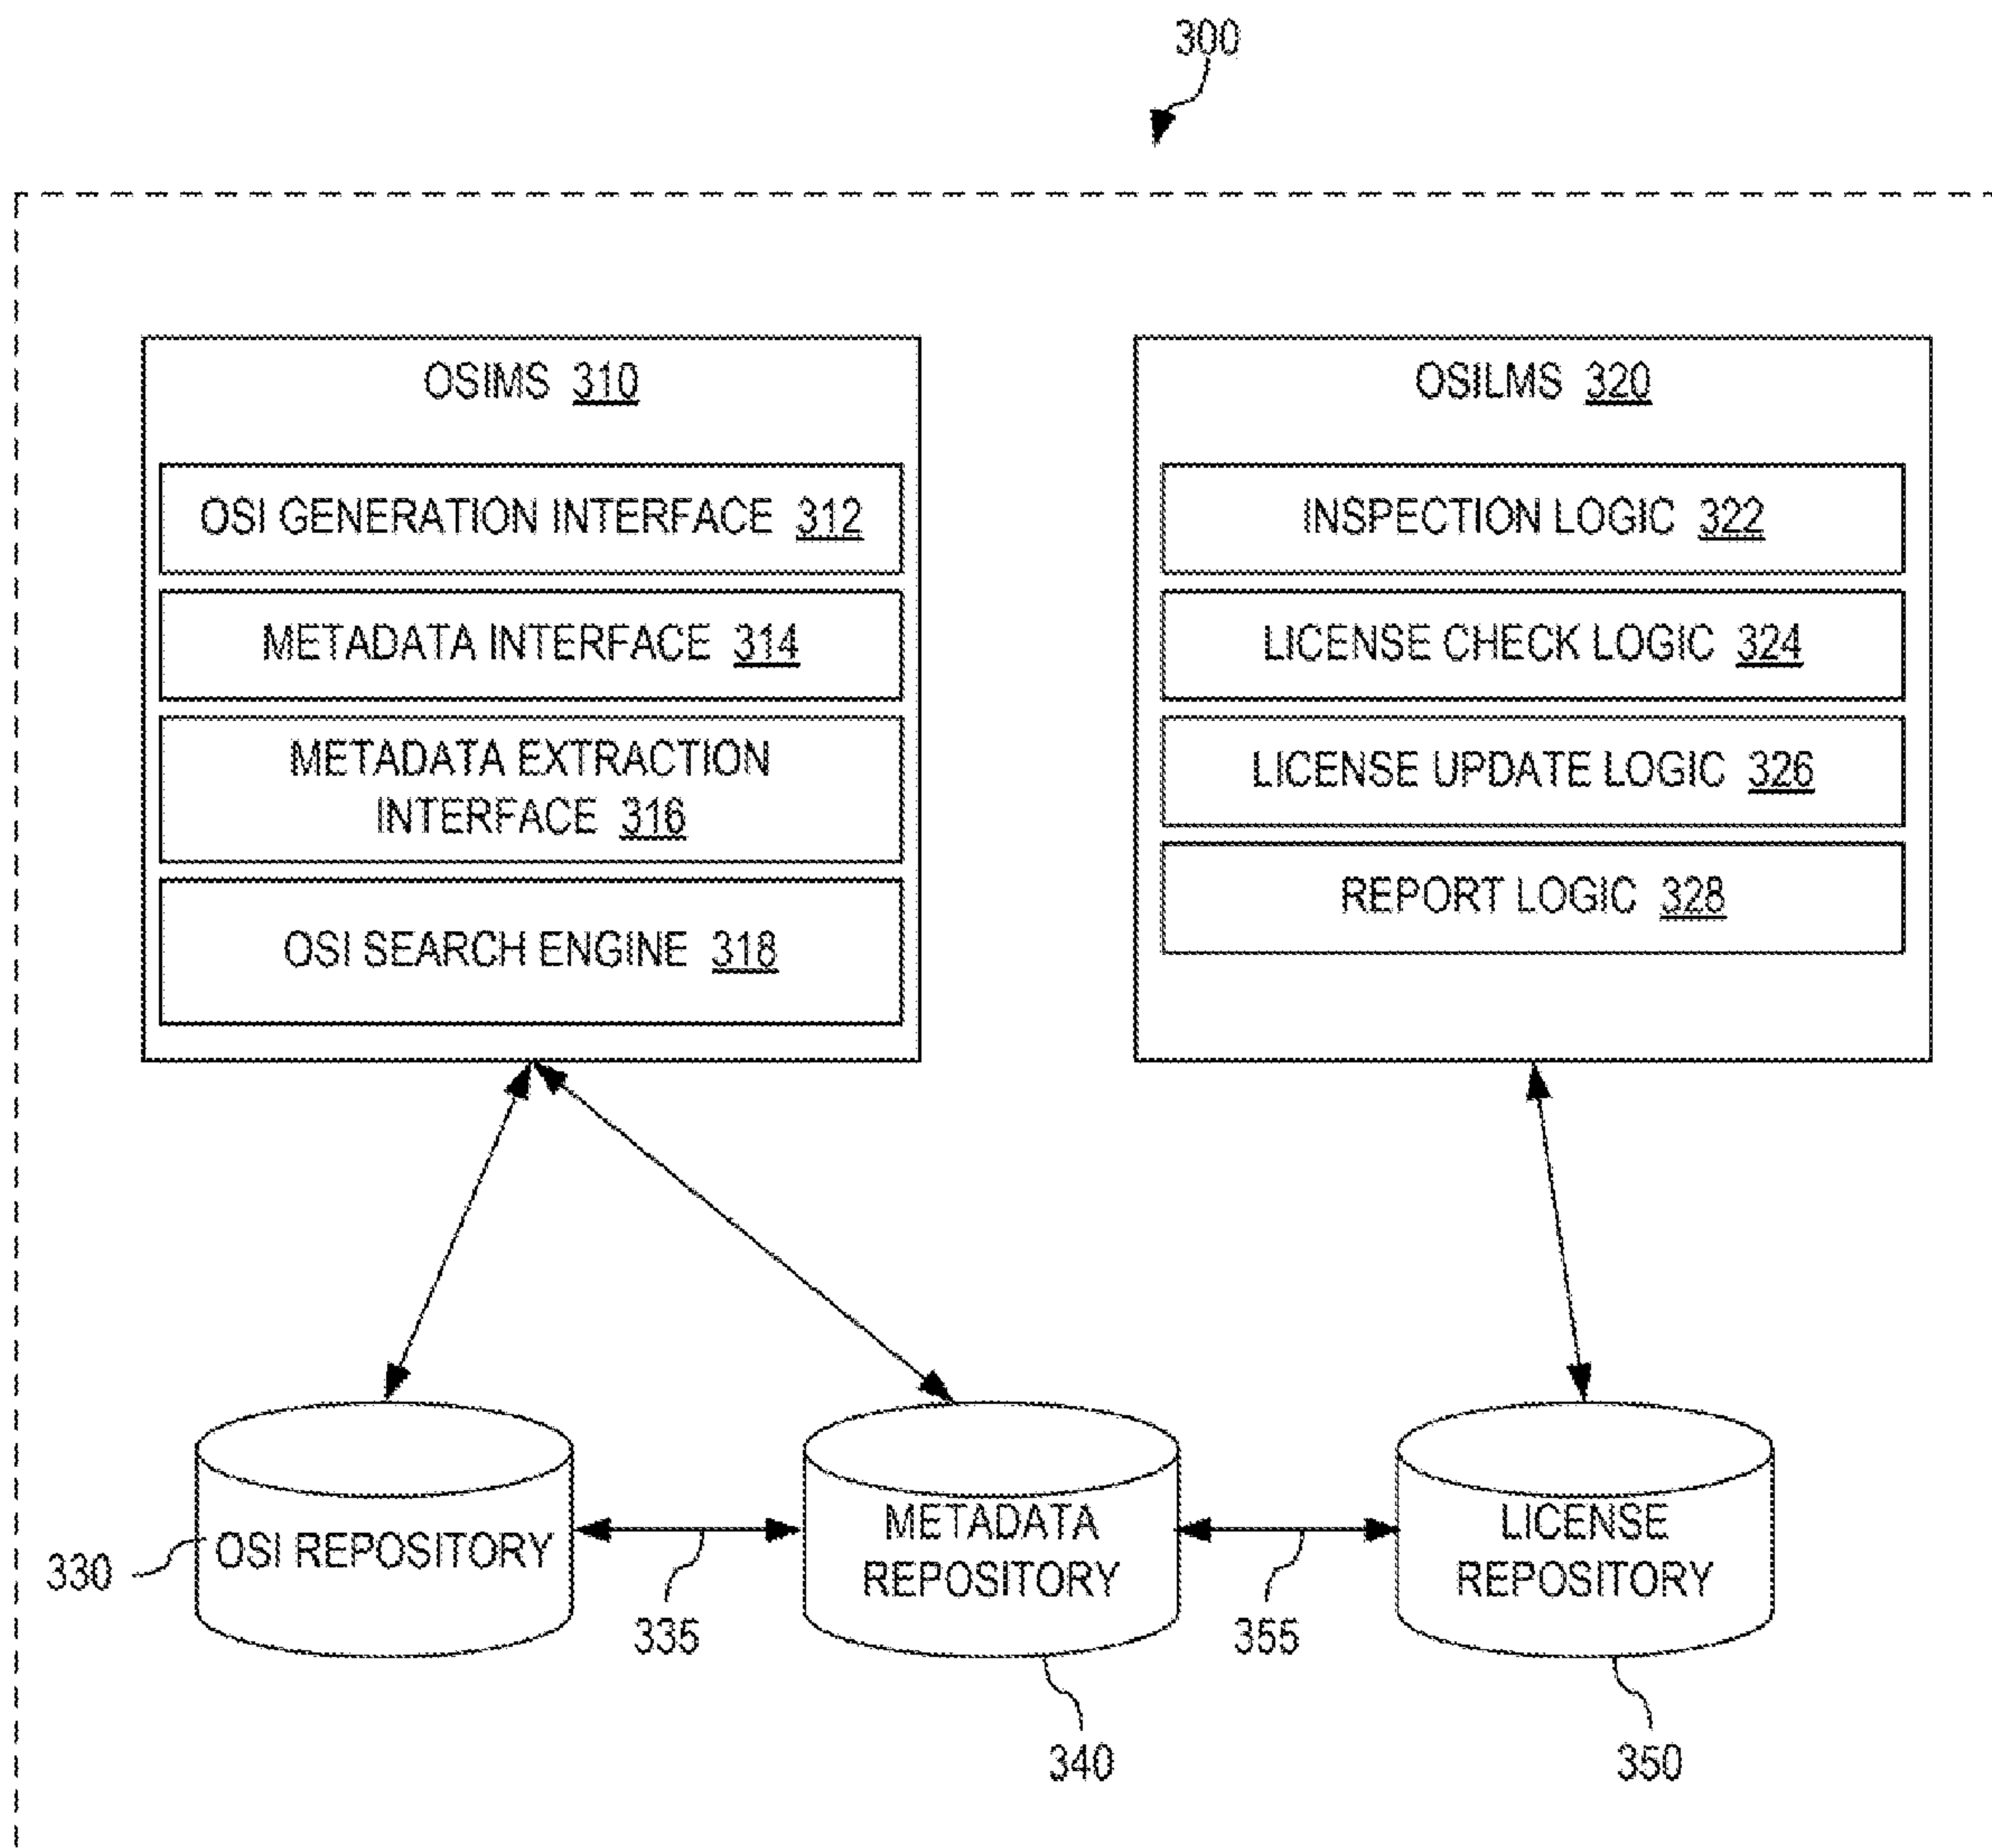 300
OSIMS 310
OSI GENERATION INTERFACE 312
METADATA INTERFACE 314
METADATA EXTRACTION
INTERFACE 316
OSI SEARCH ENGINE 318
OSILMS 320
INSPECTION LOGIC 322
LICENSE CHECK LOGIC 324
LICENSE UPDATE LOGIC 326
REPORT LOGIC 328
OSI REPOSITORY
330
335
METADATA
REPOSITORY
340
355
LICENSE
REPOSITORY
350